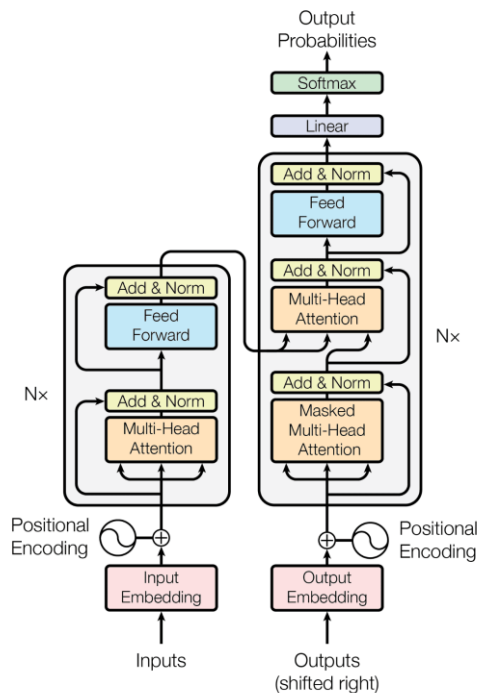 Output
Probabilities
Softmax
Linear
Add & Norm
Feed
Forward
Add & Norm
Multi-Head
Attention
Add & Norm
Masked
Multi-Head
Attention
N×
Add & Norm
Feed
Forward
Add & Norm
Multi-Head
Attention
N×
Positional
Encoding
Positional
Encoding
Input
Embedding
Output
Embedding
Inputs
Outputs
(shifted right)